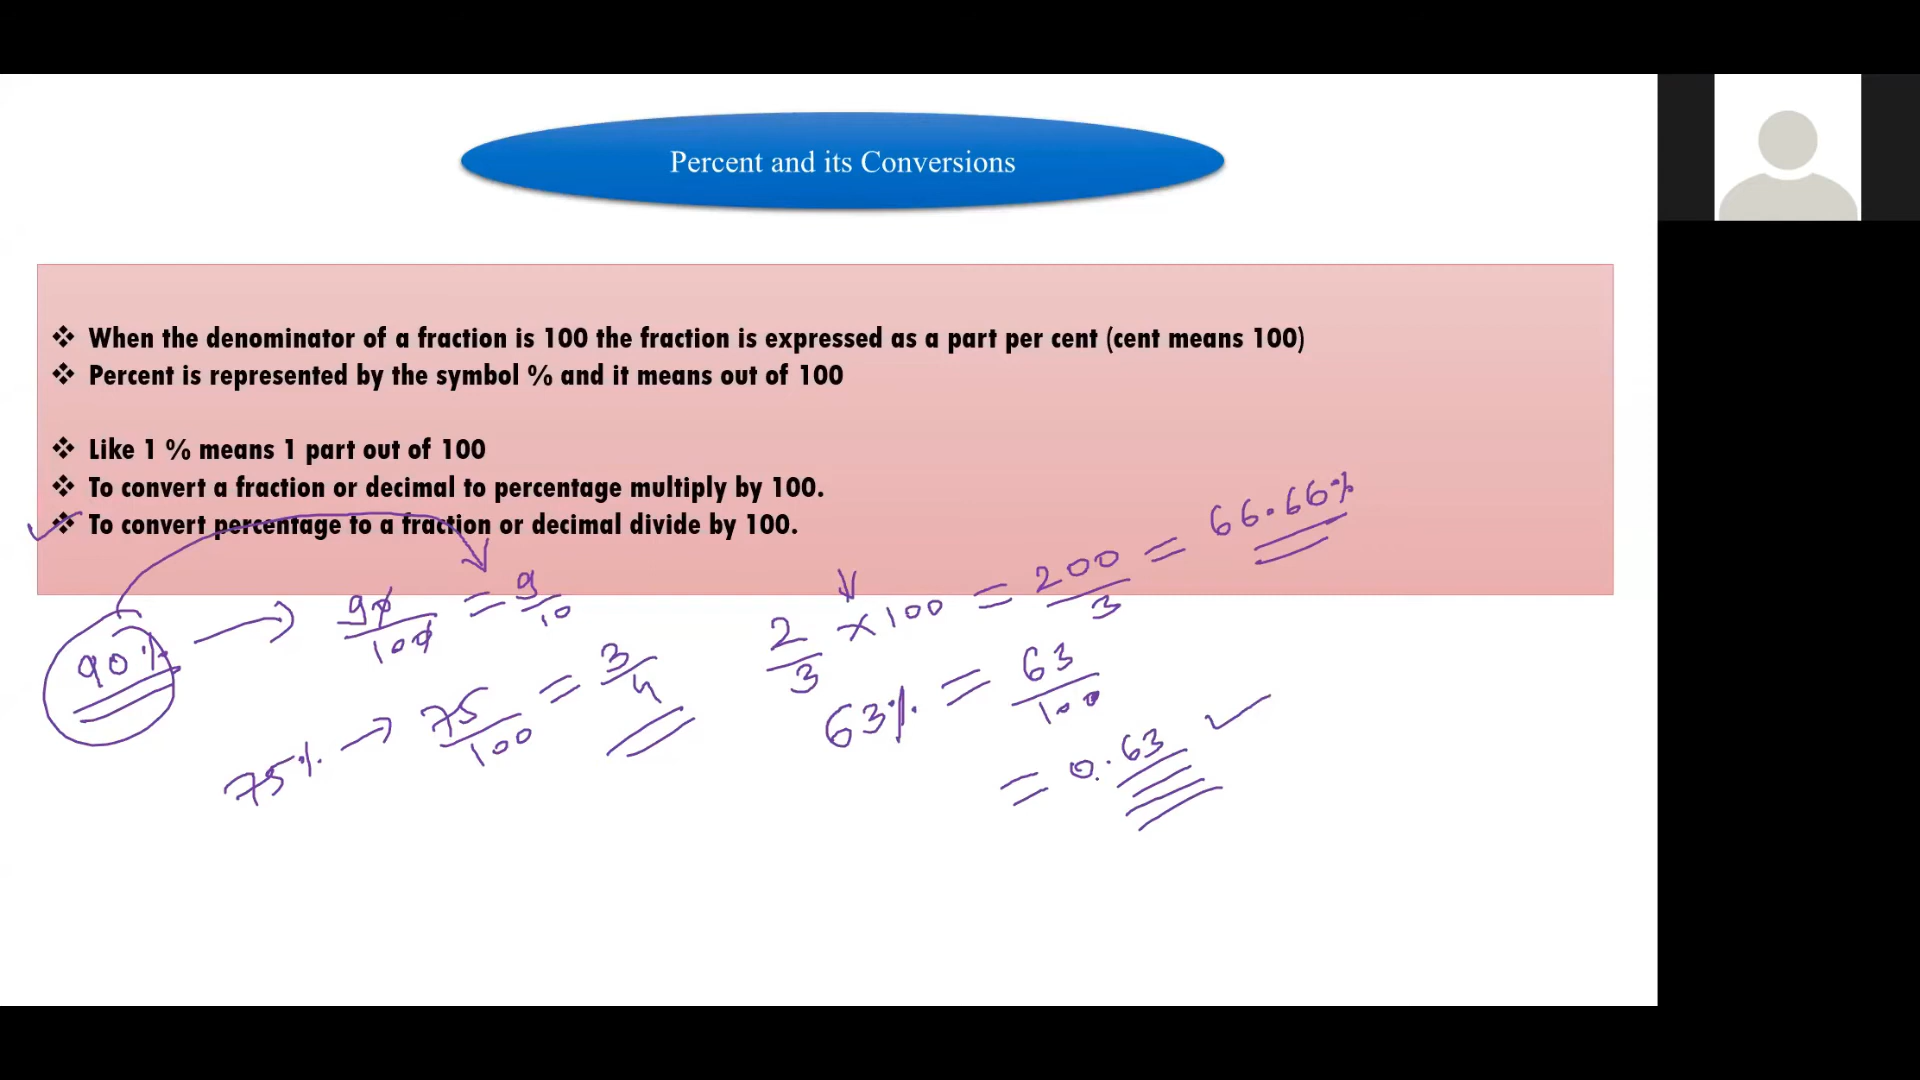 Percent and its Conversions
❖ When the denominator of a fraction is 100 the fraction is expressed as a part per cent (cent means 100)
❖ Percent is represented by the symbol % and it means out of 100
❖ Like 1 % means 1 part out of 100
❖ To convert a fraction or decimal to percentage multiply by 100.
❖ To convert percentage to a fraction or decimal divide by 100.
90% → 90/100 = 9/10
75% → 75/100 = 3/4
2/3 × 100 = 200/3 = 66.66%
63% = 63/100
= 0.63